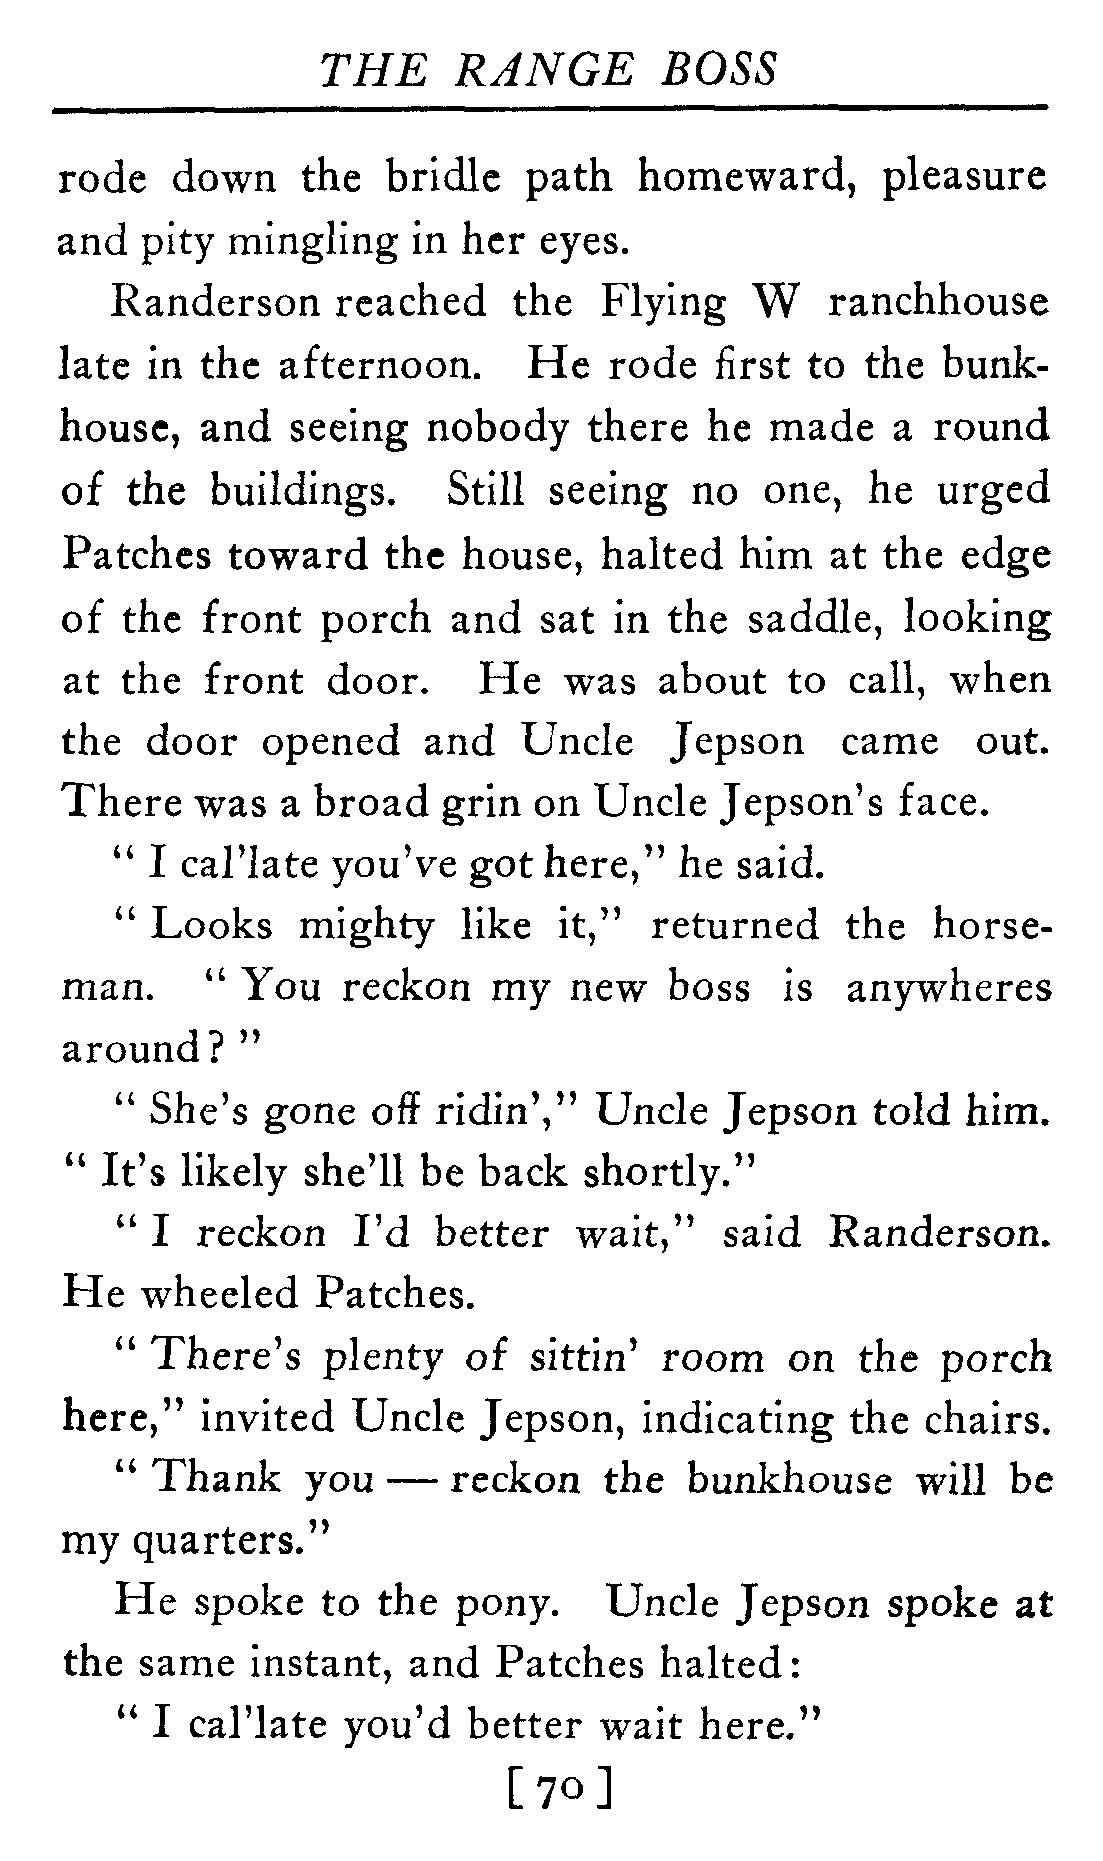 THE RANGE BOSS
rode down the bridle path homeward, pleasure
and pity mingling in her eyes.
Randerson reached the Flying W ranchhouse
late in the afternoon. He rode first to the bunk-
house, and seeing nobody there he made a round
of the buildings. Still seeing no one, he urged
Patches toward the house, halted him at the edge
of the front porch and sat in the saddle, looking
at the front door. He was about to call, when
the door opened and Uncle Jepson came out.
There was a broad grin on Uncle Jepson's face.
" I cal'late you've got here," he said.
" Looks mighty like it," returned the horse-
man. " You reckon my new boss is anywheres
around? "
" She's gone off ridin'," Uncle Jepson told him.
" It's likely she'll be back shortly."
" I reckon I'd better wait," said Randerson.
He wheeled Patches.
" There's plenty of sittin' room on the porch
here," invited Uncle Jepson, indicating the chairs.
" Thank you — reckon the bunkhouse will be
my quarters."
He spoke to the pony. Uncle Jepson spoke at
the same instant, and Patches halted:
" I cal'late you'd better wait here."
[ 70 ]